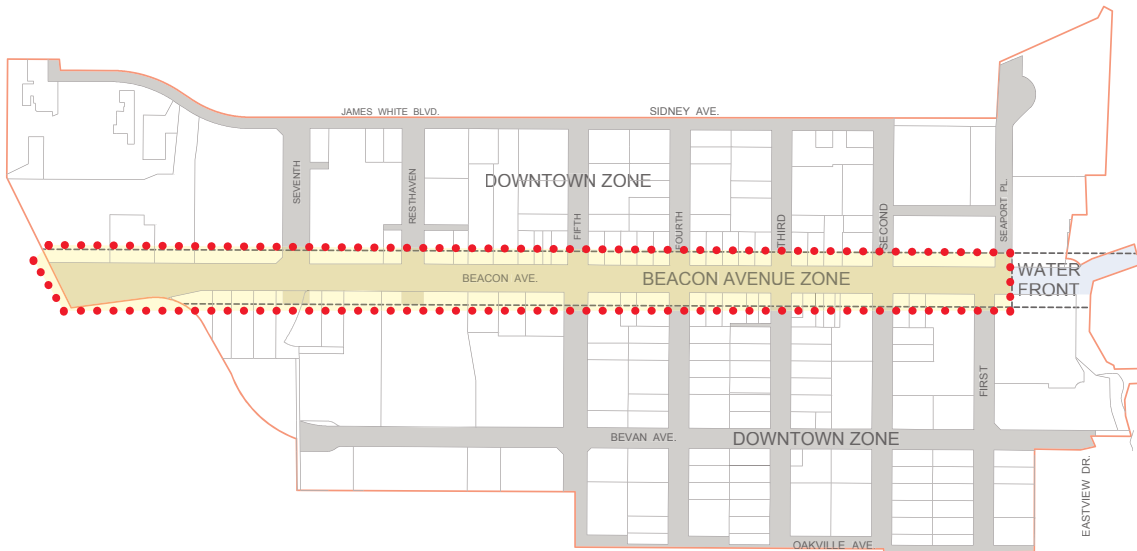 JAMES WHITE BLVD.
SIDNEY AVE.
SEVENTH
RESTHAVEN
DOWNTOWN ZONE
FIFTH
FOURTH
THIRD
SECOND
SEAPORT PL.
BEACON AVE.
BEACON AVENUE ZONE
WATER
FRONT
FIRST
BEVAN AVE.
DOWNTOWN ZONE
EASTVIEW DR.
OAKVILLE AVE.